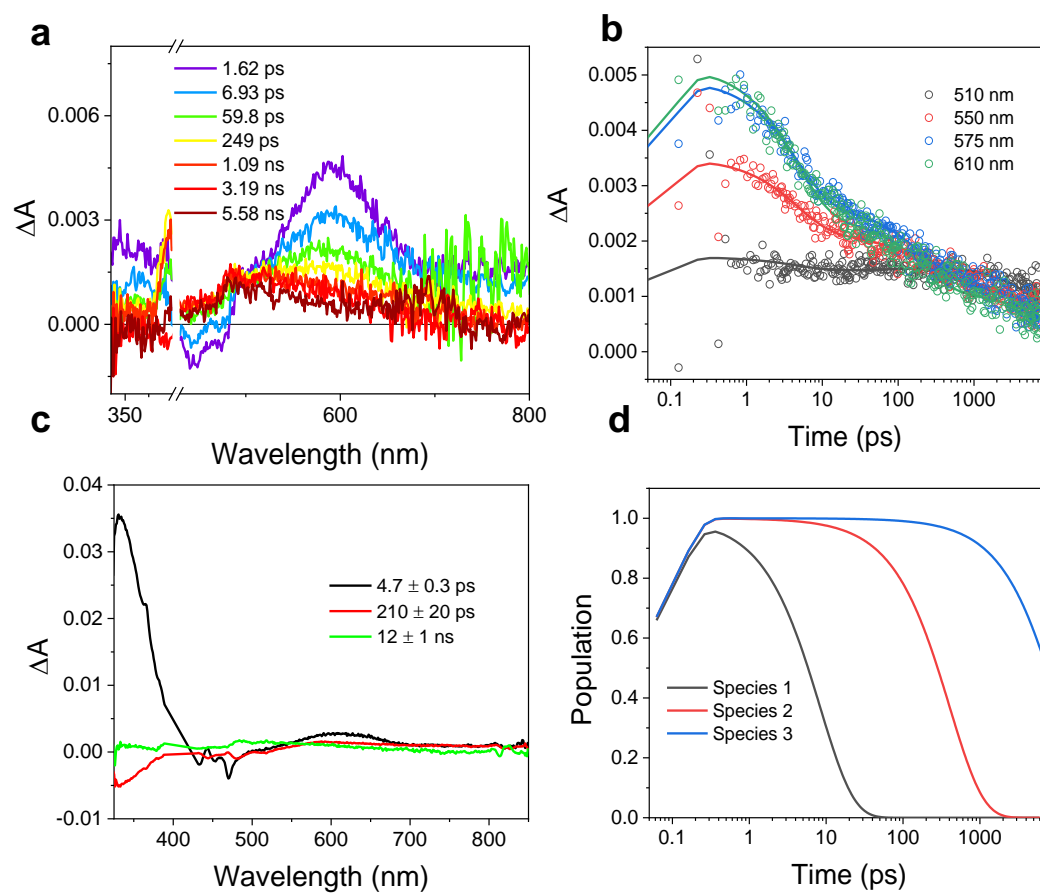 a
0.006
0.003
0.000
ΔA
1.62 ps
6.93 ps
59.8 ps
249 ps
1.09 ns
3.19 ns
5.58 ns
350
600
800
Wavelength (nm)
b
0.005
0.004
0.003
0.002
0.001
0.000
ΔA
510 nm
550 nm
575 nm
610 nm
0.1
1
10
100
1000
Time (ps)
c
0.04
0.03
0.02
0.01
0.00
-0.01
ΔA
4.7 ± 0.3 ps
210 ± 20 ps
12 ± 1 ns
400
500
600
700
800
Wavelength (nm)
d
1.0
0.8
0.6
0.4
0.2
0.0
Population
Species 1
Species 2
Species 3
0.1
1
10
100
1000
Time (ps)